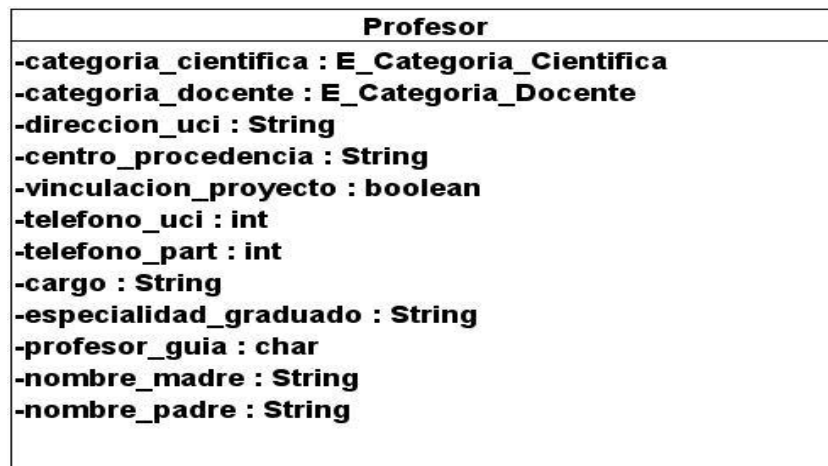 Profesor
-categoria_cientifica : E_Categoria_Cientifica
-categoria_docente : E_Categoria_Docente
-direccion_uci : String
-centro_procedencia : String
-vinculacion_proyecto : boolean
-telefono_uci : int
-telefono_part : int
-cargo : String
-especialidad_graduado : String
-profesor_guia : char
-nombre_madre : String
-nombre_padre : String